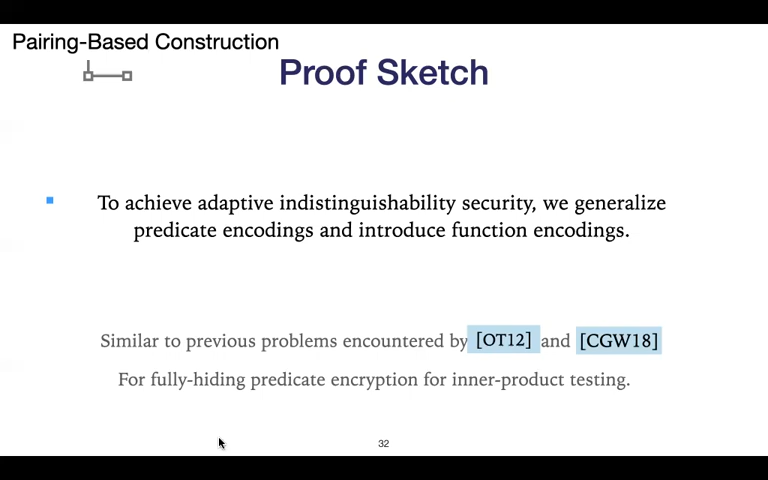 Pairing-Based Construction
Proof Sketch
To achieve adaptive indistinguishability security, we generalize
predicate encodings and introduce function encodings.
Similar to previous problems encountered by [OT12] and [CGW18]
For fully-hiding predicate encryption for inner-product testing.
32